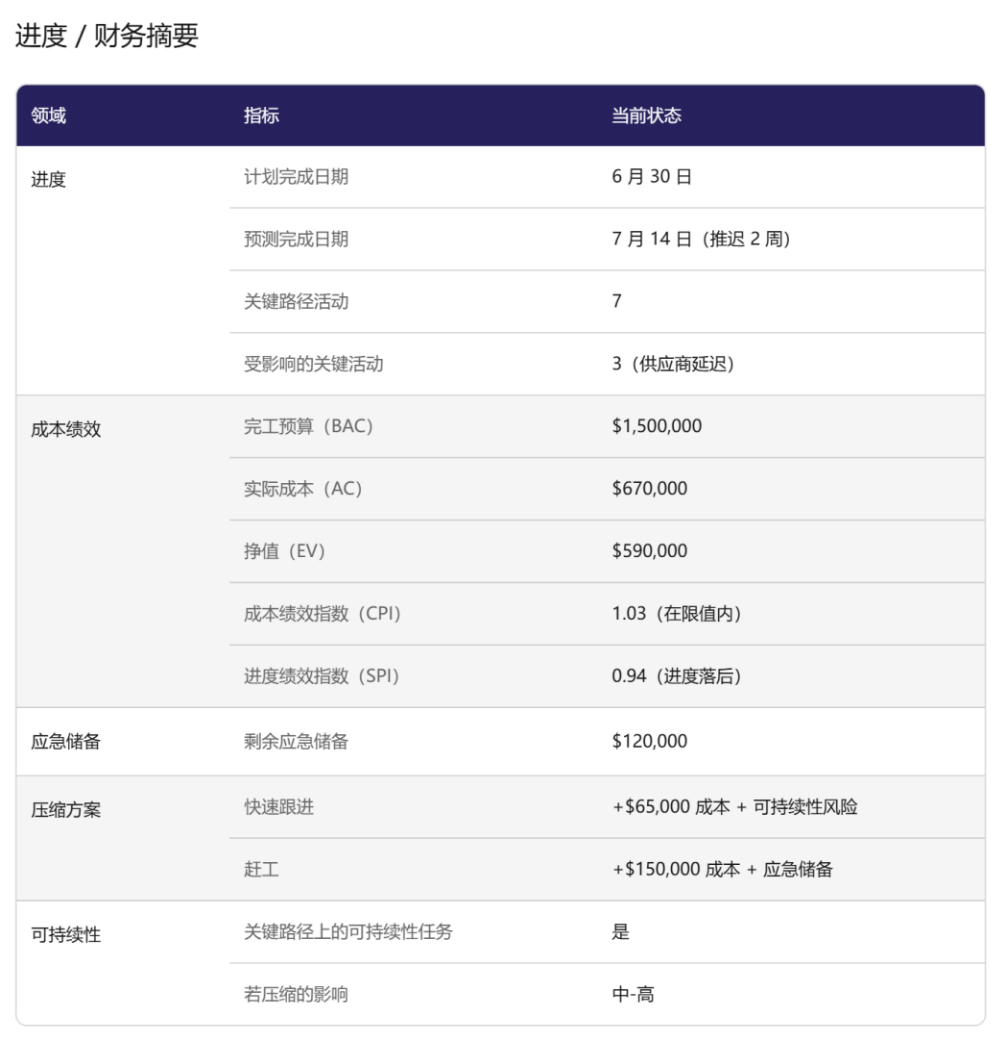 进度 / 财务摘要
领域 指标 当前状态
进度 计划完成日期 6 月 30 日
预测完成日期 7 月 14 日（推迟 2 周）
关键路径活动 7
受影响的关键活动 3（供应商延迟）
成本绩效 完工预算（BAC） $1,500,000
实际成本（AC） $670,000
挣值（EV） $590,000
成本绩效指数（CPI） 1.03（在限值内）
进度绩效指数（SPI） 0.94（进度落后）
应急储备 剩余应急储备 $120,000
压缩方案 快速跟进 +$65,000 成本 + 可持续性风险
赶工 +$150,000 成本 + 应急储备
可持续性 关键路径上的可持续性任务 是
若压缩的影响 中-高